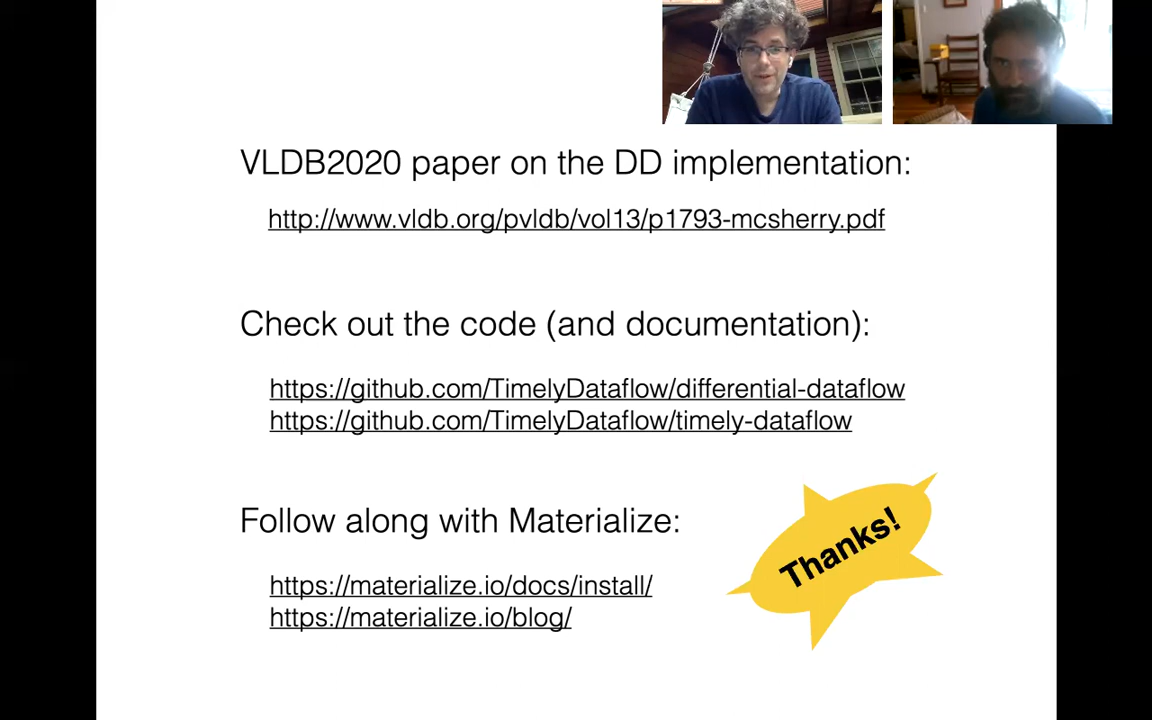 VLDB2020 paper on the DD implementation:
http://www.vldb.org/pvldb/vol13/p1793-mcsherry.pdf
Check out the code (and documentation):
https://github.com/TimelyDataflow/differential-dataflow
https://github.com/TimelyDataflow/timely-dataflow
Follow along with Materialize:
Thanks!
https://materialize.io/docs/install/
https://materialize.io/blog/